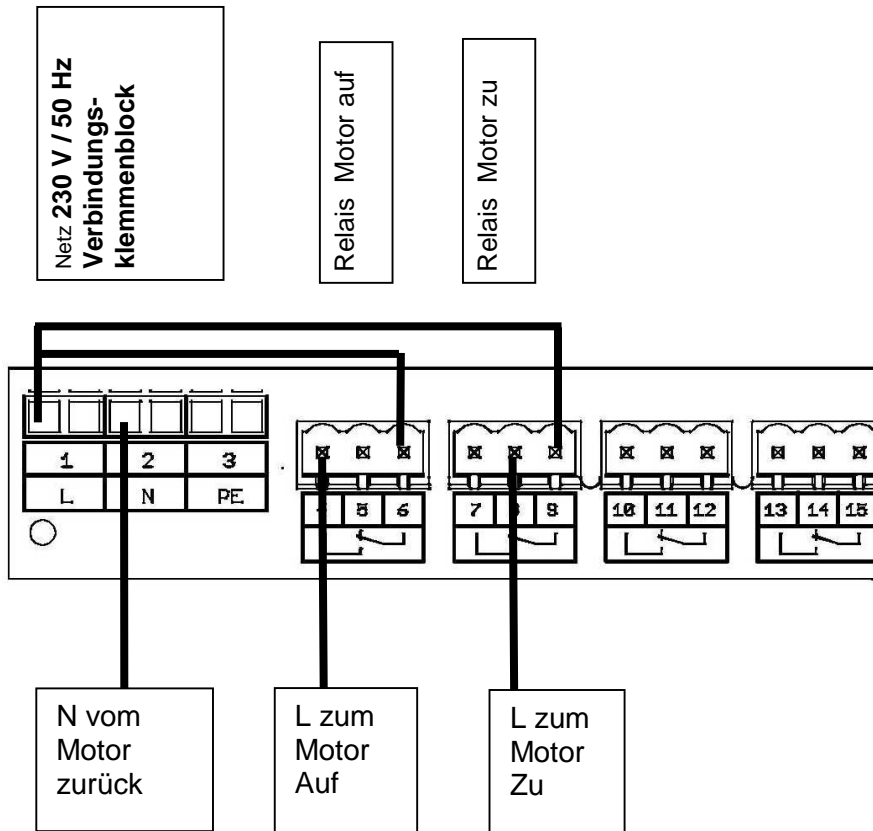 Netz 230 V / 50 Hz
Verbindungs-
klemmenblock
Relais Motor auf
Relais Motor zu
1 2 3
L N PE
5 6
7 9
10 11 12
13 14 15
N vom
Motor
zurück
L zum
Motor
Auf
L zum
Motor
Zu